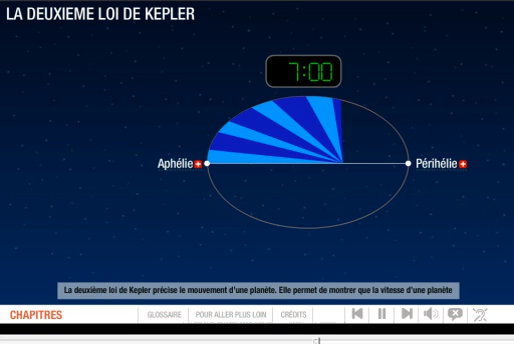 LA DEUXIEME LOI DE KEPLER
7:00
Aphélie
Périhélie
La deuxième loi de Kepler précise le mouvement d'une planète. Elle permet de montrer que la vitesse d'une planète
CHAPITRES
GLOSSAIRE
POUR ALLER PLUS LOIN
CRÉDITS